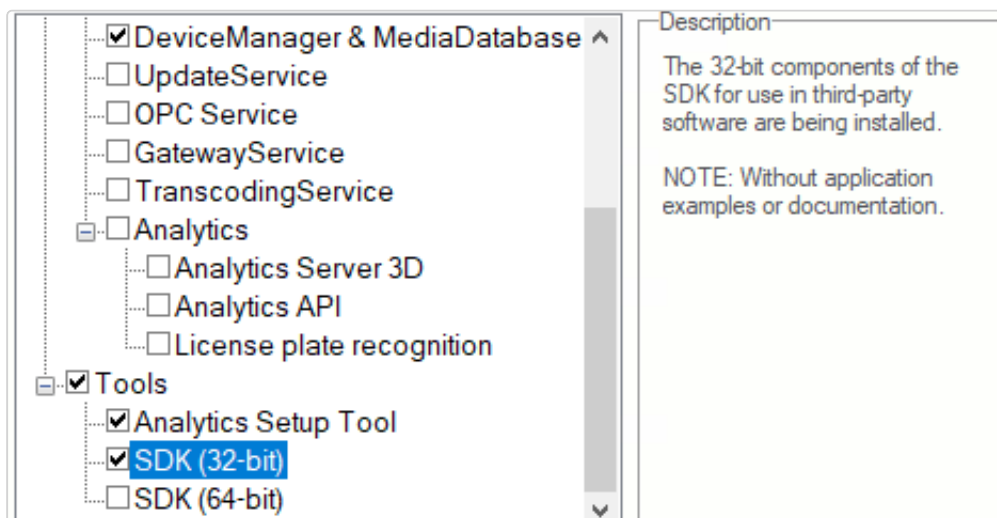 DeviceManager & MediaDatabase
UpdateService
OPC Service
GatewayService
TranscodingService
Analytics
Analytics Server 3D
Analytics API
License plate recognition
Tools
Analytics Setup Tool
SDK (32-bit)
SDK (64-bit)
Description
The 32-bit components of the
SDK for use in third-party
software are being installed.
NOTE: Without application
examples or documentation.